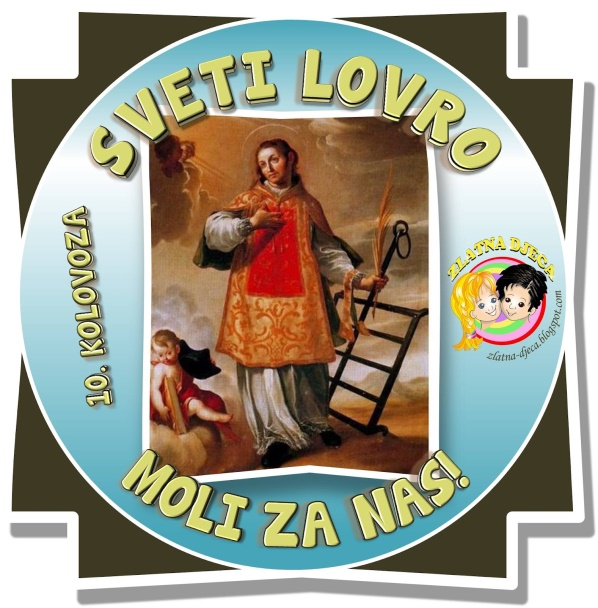 SVETI LOVRO
10. KOLOVOZA
ZLATNA DJECA
zlatna-djeca.blogspot.com
MOLI ZA NAS!